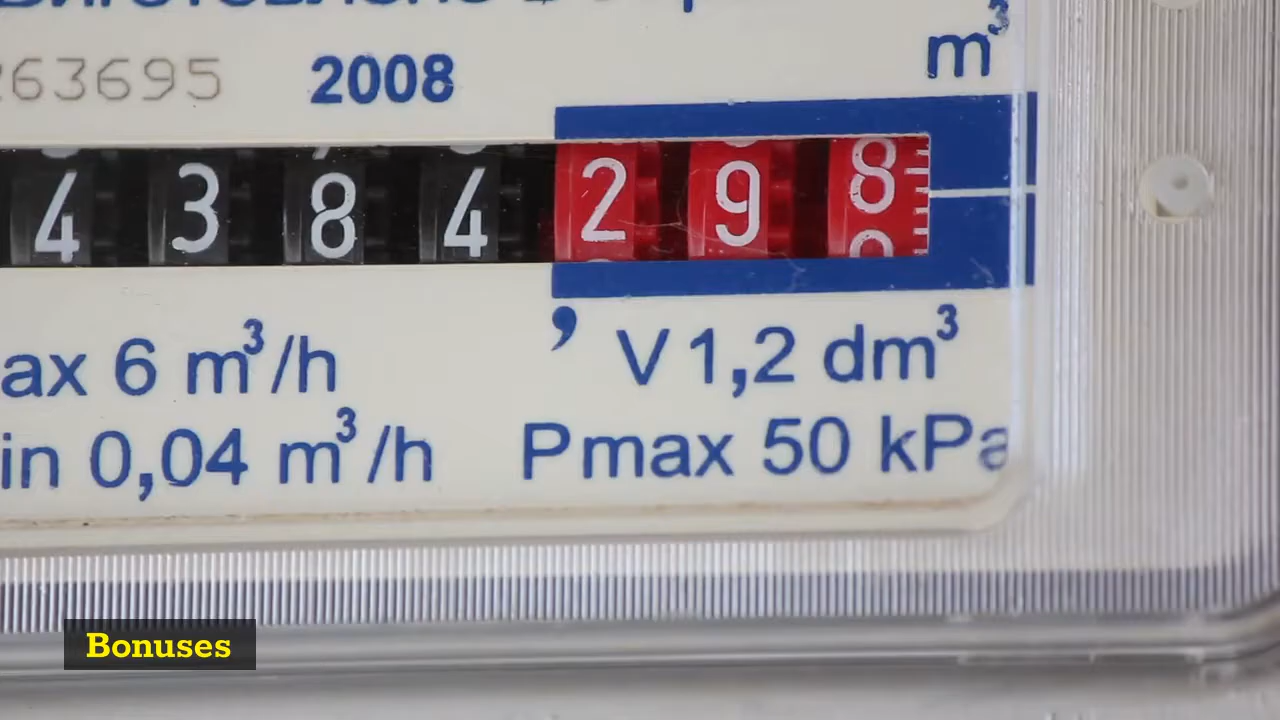 m³
263695 2008
4 3 8 4 2 9 8
ax 6 m³/h , V 1,2 dm³
in 0,04 m³/h Pmax 50 kPa
Bonuses